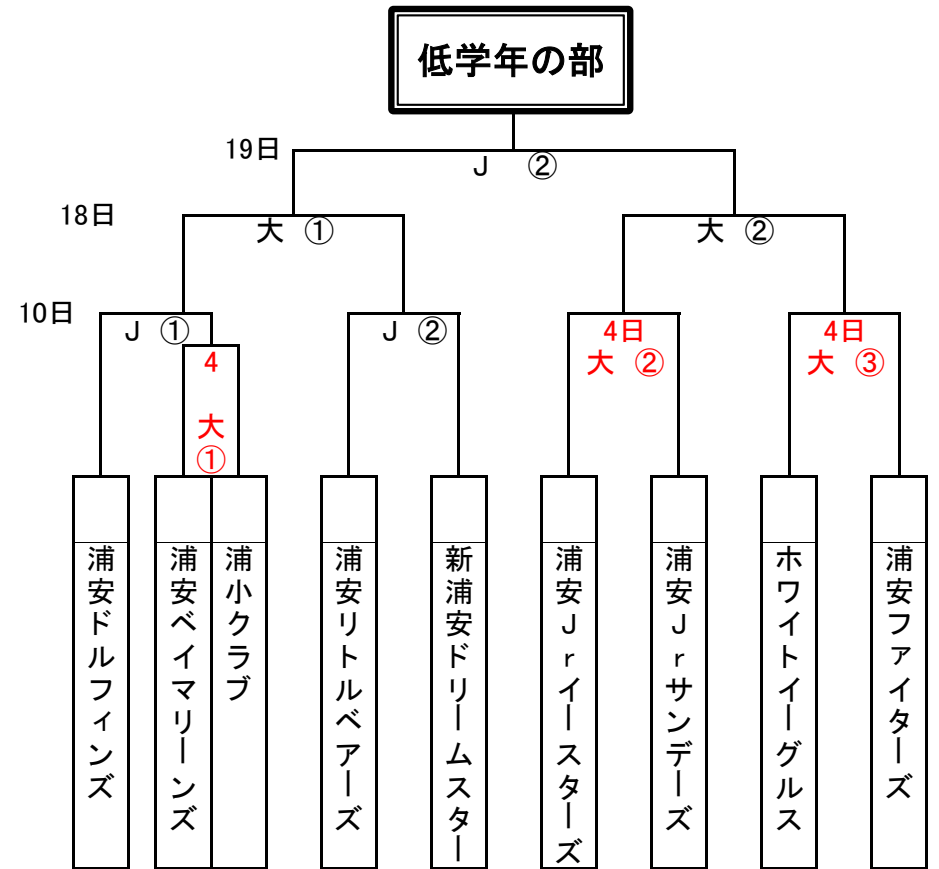 低学年の部
19日
J ②
18日
大 ①
大 ②
10日
J ①
J ②
4日
大 ②
4日
大 ③
4
大
①
浦安ドルフィンズ
浦安ベイマリーンズ
浦小クラブ
浦安リトルベアーズ
新浦安ドリームスター
浦安Jrイースターズ
浦安Jrサンデーズ
ホワイトイーグルス
浦安ファイターズ